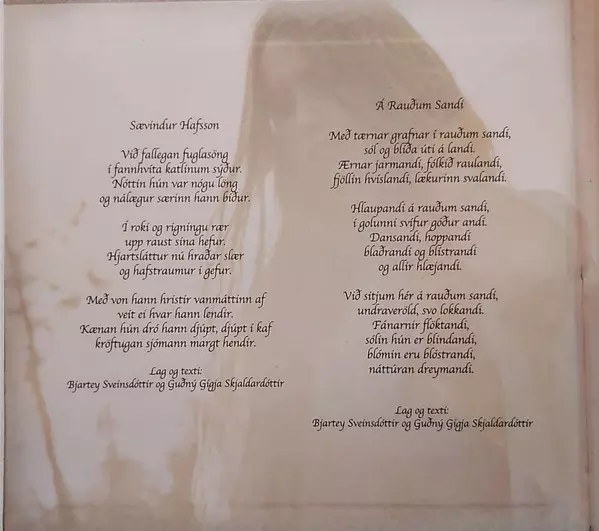 Sævindur Hafsson
Við fallegan fuglasöng
í fannhvíta katlinum sýður.
Nóttin hún var nógu löng
og nálægur særinn hann bíður.
Í roki og rigningu rær
upp raust sína hefur.
Hjartsláttur nú hraðar slær
og hafstraumur í gefur.
Með von hann hristir vanmáttinn af
veit ei hvar hann lendir.
Kænan hún dró hann djúpt, djúpt í kaf
kröftugan sjómann margt hendir.
Lag og texti:
Bjartey Sveinsdóttir og Guðný Gígja Skjaldardóttir
Á Rauðum Sandi
Með tærnar grafnar í rauðum sandi,
sól og blíða úti á landi.
Ærnar jarmandi, fólkið raulandi,
fjöllin hvíslandi, lækurinn svalandi.
Hlaupandi á rauðum sandi,
í golunni svífur góður andi.
Dansandi, hoppandi
blaðrandi og blístrandi
og allir hlæjandi.
Við sitjum hér á rauðum sandi,
undraveröld, svo lokkandi.
Fánarnir flöktandi,
sólin hún er blindandi,
blómin eru blóstrandi,
náttúran dreymandi.
Lag og texti:
Bjartey Sveinsdóttir og Guðný Gígja Skjaldardóttir